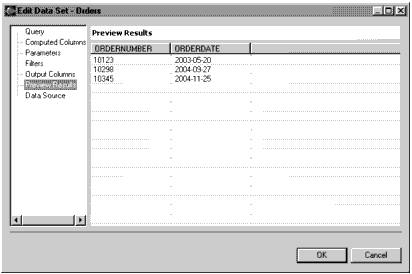 Edit Data Set - Orders
Query
Computed Columns
Parameters
Filters
Output Columns
Preview Results
Data Source
Preview Results
ORDERNUMBER ORDERDATE
10123 2003-05-20
10298 2004-09-27
10345 2004-11-25
OK Cancel